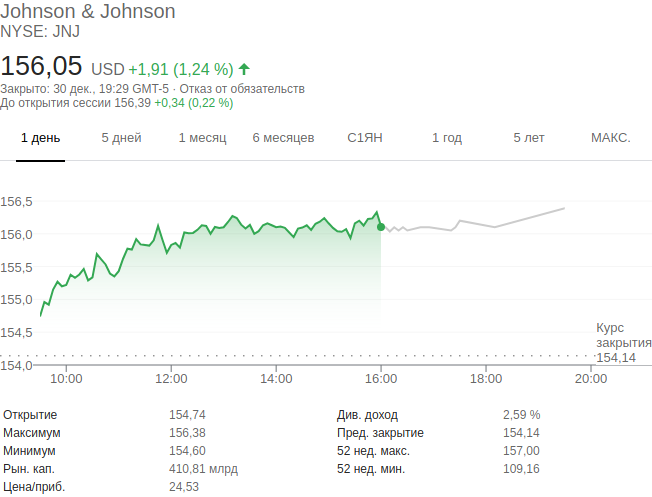 Johnson & Johnson
NYSE: JNJ
156,05 USD +1,91 (1,24 %)
Закрыто: 30 дек., 19:29 GMT-5 · Отказ от обязательств
До открытия сессии 156,39 +0,34 (0,22 %)
1 день 5 дней 1 месяц 6 месяцев С1ЯН 1 год 5 лет МАКС.
156,5
156,0
155,5
155,0
154,5
154,0
Курс
закрытия
154,14
10:00 12:00 14:00 16:00 18:00 20:00
Открытие 154,74 Див. доход 2,59 %
Максимум 156,38 Пред. закрытие 154,14
Минимум 154,60 52 нед. макс. 157,00
Рын. кап. 410,81 млрд 52 нед. мин. 109,16
Цена/приб. 24,53